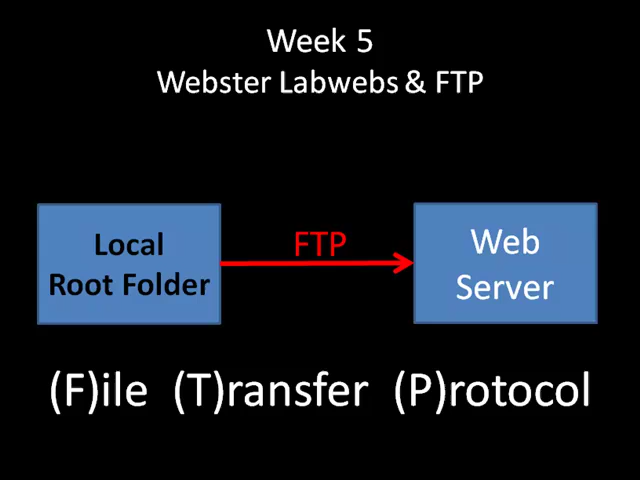 Week 5
Webster Labwebs & FTP
Local
Root Folder
FTP
Web
Server
(F)ile (T)ransfer (P)rotocol